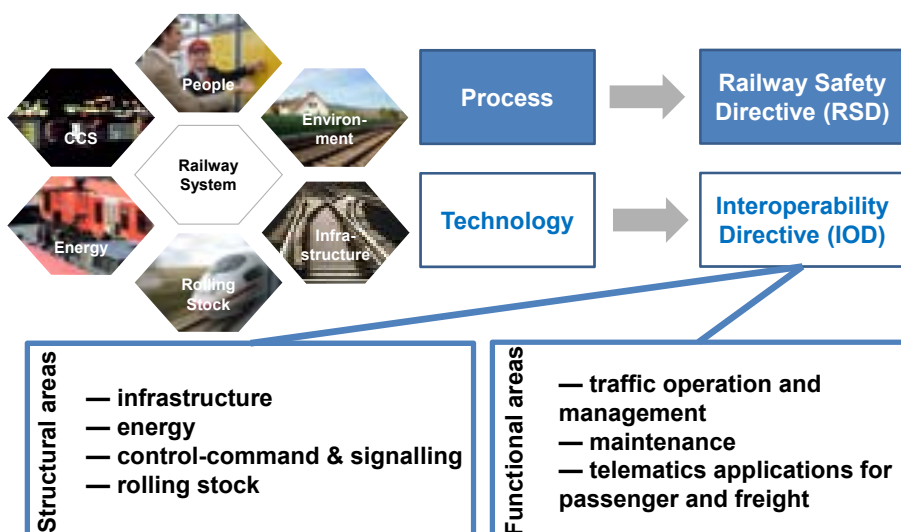 People
CCS
Environ-
ment
Railway
System
Energy
Infra-
structure
Rolling
Stock
Process
Railway Safety
Directive (RSD)
Technology
Interoperability
Directive (IOD)
Structural areas
— infrastructure
— energy
— control-command & signalling
— rolling stock
Functional areas
— traffic operation and
management
— maintenance
— telematics applications for
passenger and freight